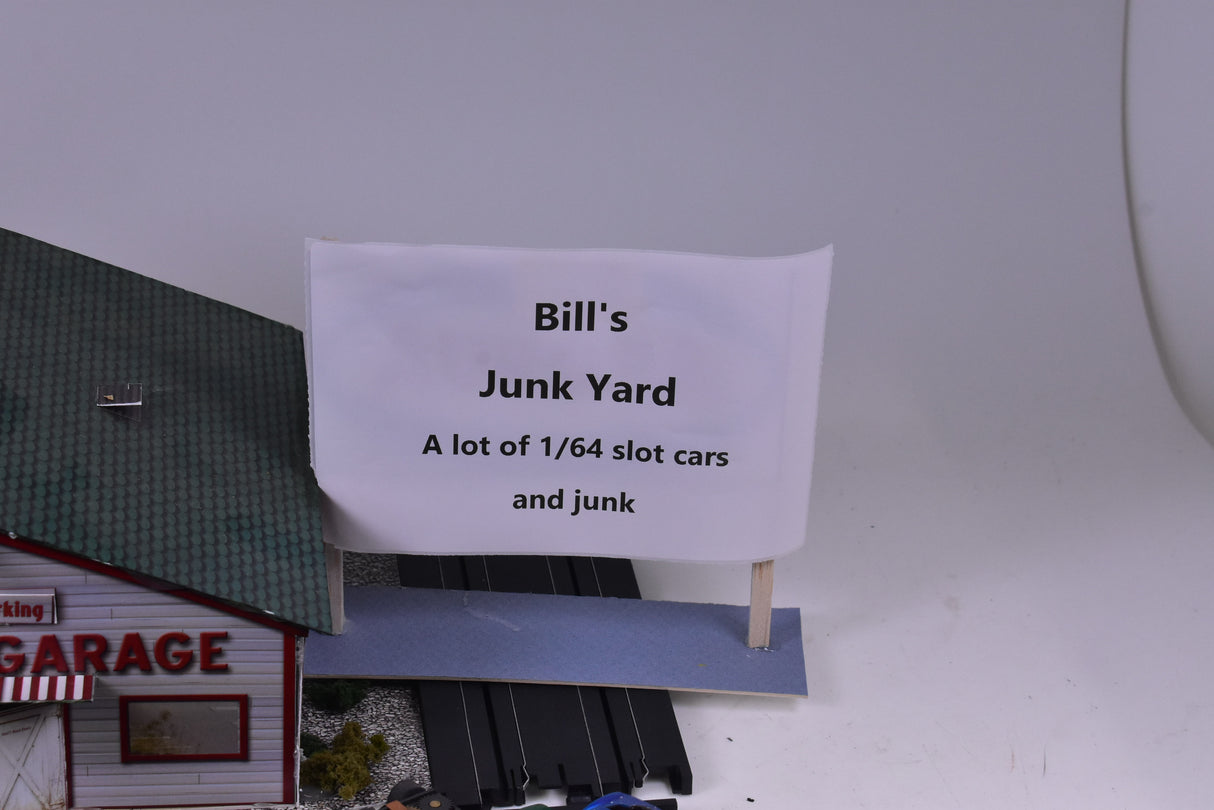 Bill's
Junk Yard
A lot of 1/64 slot cars
and junk
rking
GARAGE